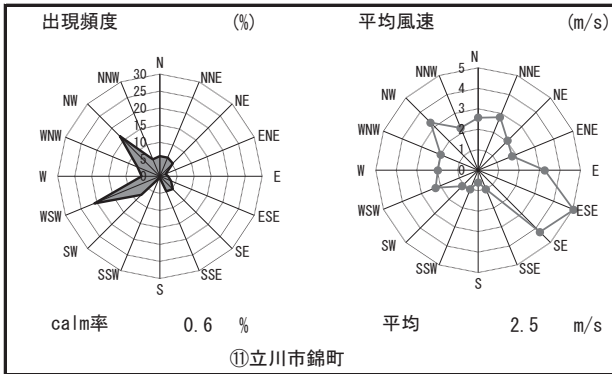 出現頻度 (%)
N
NNE
NE
ENE
E
ESE
SE
SSE
S
SSW
SW
WSW
W
WNW
NW
NNW
30
25
20
15
10
5
0
calm率 0.6 %
平均風速 (m/s)
N
NNE
NE
ENE
E
ESE
SE
SSE
S
SSW
SW
WSW
W
WNW
NW
NNW
5
4
3
2
1
0
平均 2.5 m/s
⑪立川市錦町